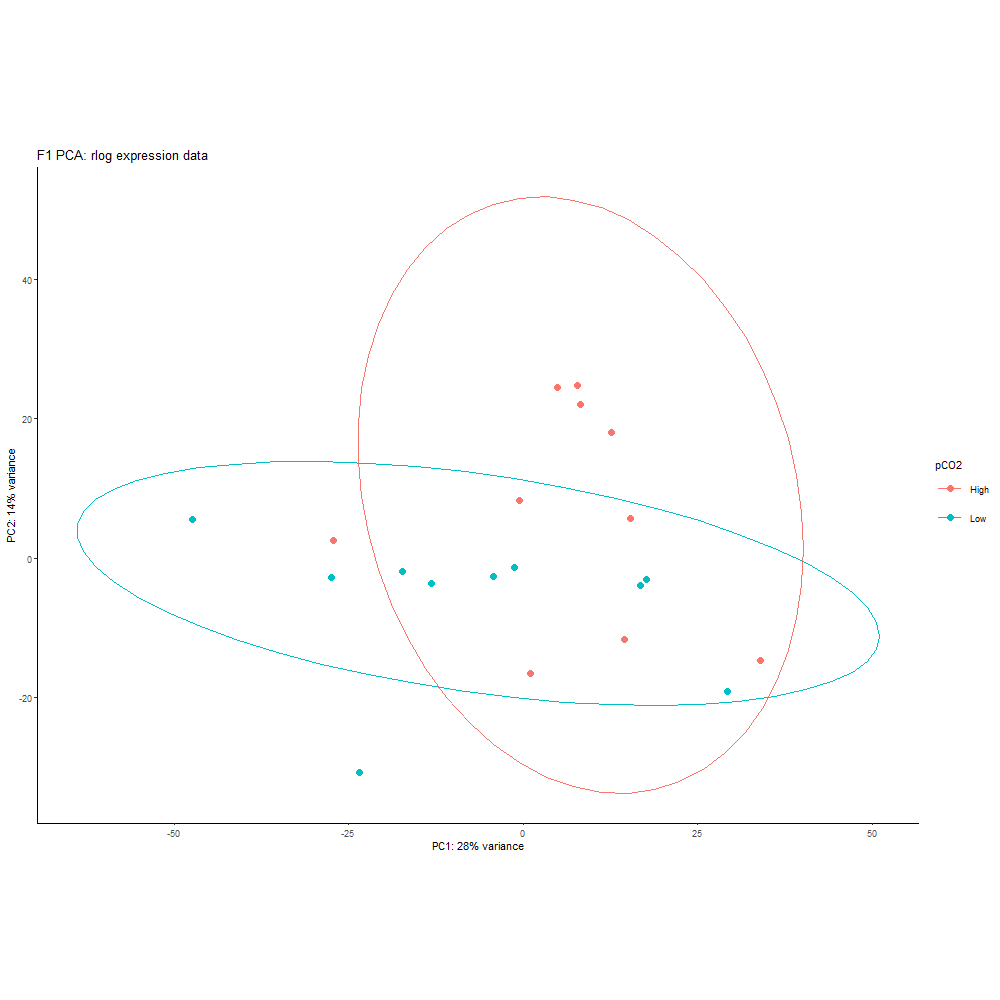 F1 PCA: rlog expression data
40
20
0
-20
PC2: 14% variance
-50
-25
0
25
50
PC1: 28% variance
pCO2
High
Low